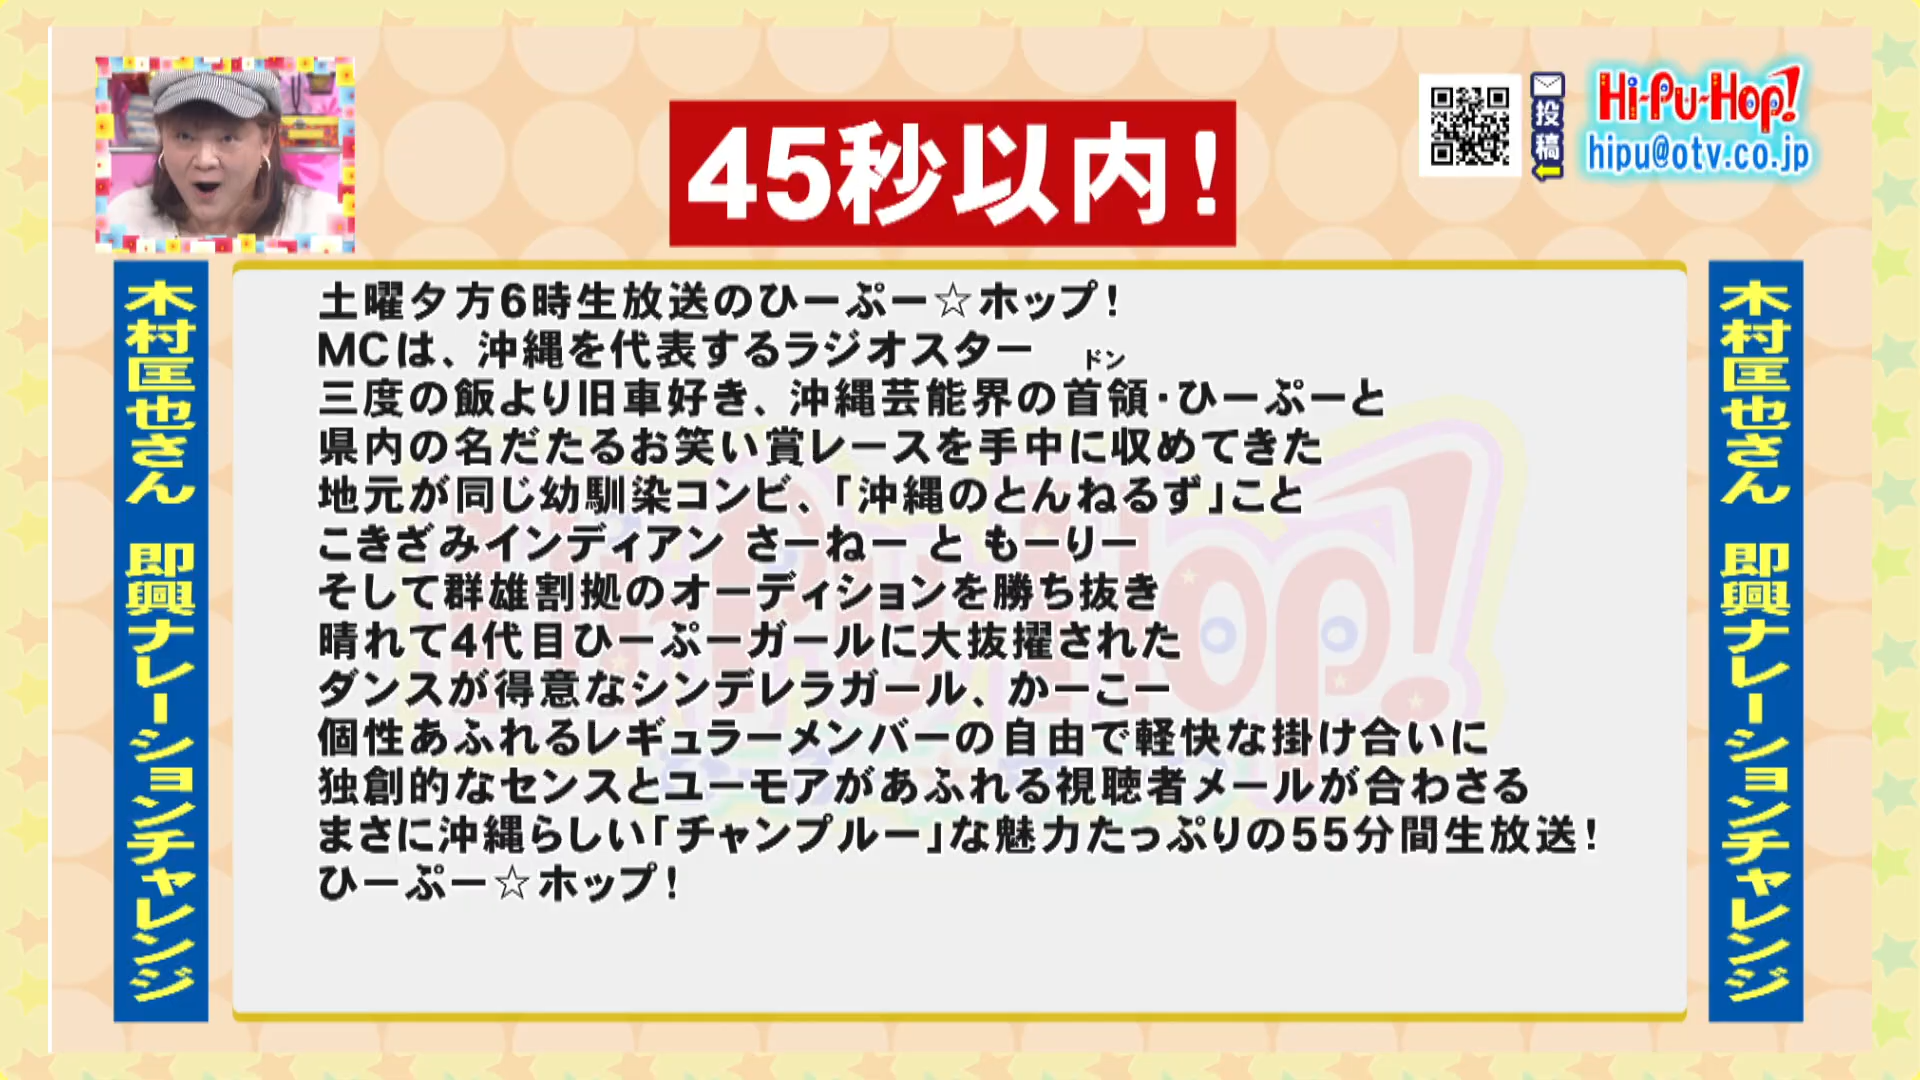 45秒以内!
投稿
Hi-Pu-Hop!
hipu@otv.co.jp
木村匡也さん 即興ナレーションチャレンジ
土曜夕方6時生放送のひーぷー☆ホップ!
MCは、沖縄を代表するラジオスター
ドン
三度の飯より旧車好き、沖縄芸能界の首領・ひーぷーと
県内の名だたるお笑い賞レースを手中に収めてきた
地元が同じ幼馴染コンビ、「沖縄のとんねるず」こと
こきざみインディアン さーねー と もーりー
そして群雄割拠のオーディションを勝ち抜き
晴れて4代目ひーぷーガールに大抜擢された
ダンスが得意なシンデレラガール、かーこー
個性あふれるレギュラーメンバーの自由で軽快な掛け合いに
独創的なセンスとユーモアがあふれる視聴者メールが合わさる
まさに沖縄らしい「チャンプルー」な魅力たっぷりの55分間生放送!
ひーぷー☆ホップ!
木村匡也さん 即興ナレーションチャレンジ
Hi-Pu-Hop!